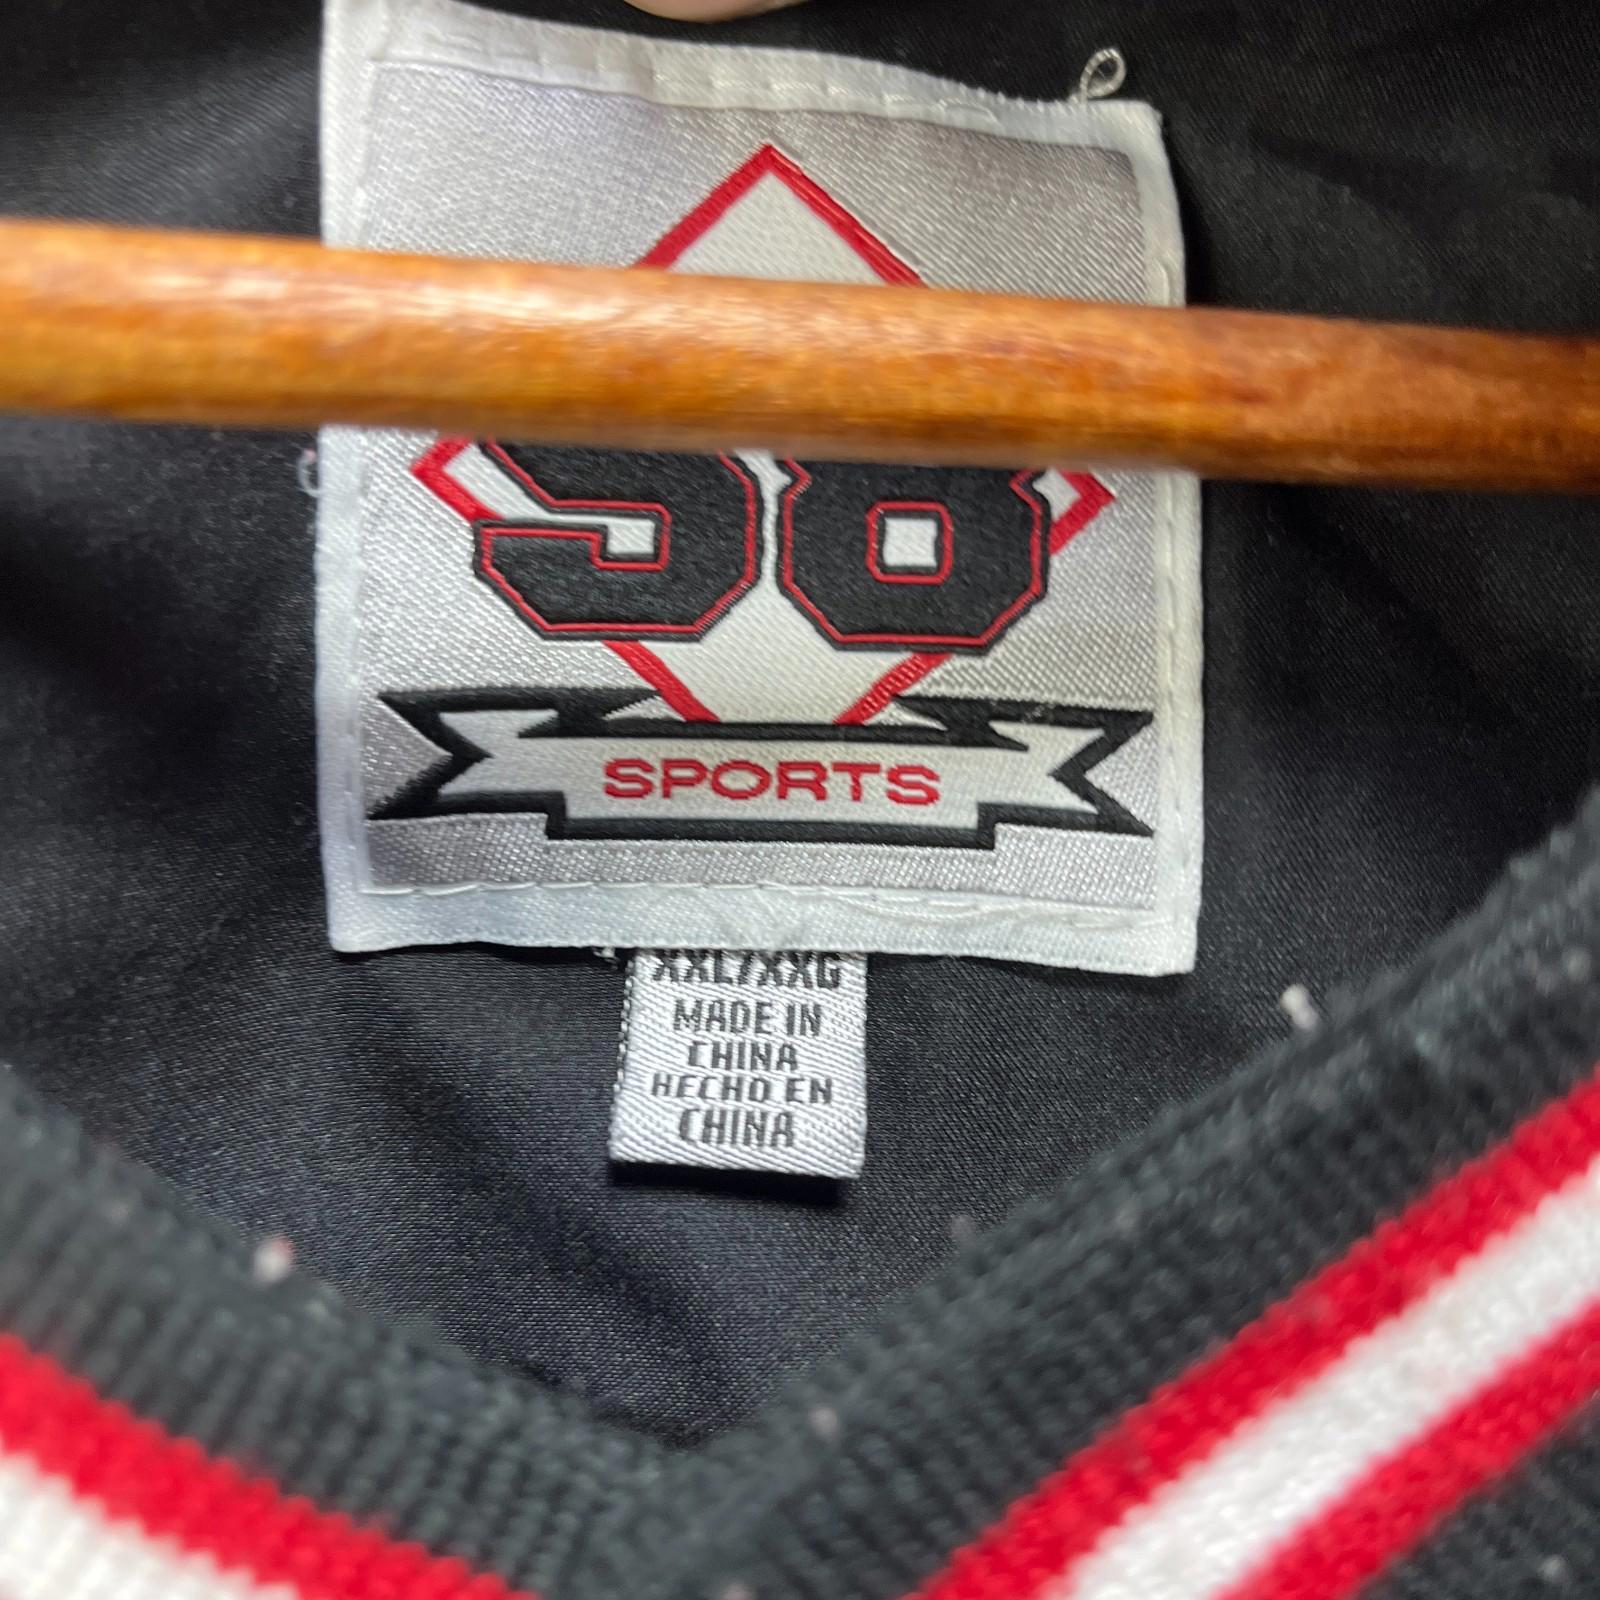 SPORTS
XXL/XXG
MADE IN
CHINA
HECHO EN
CHINA